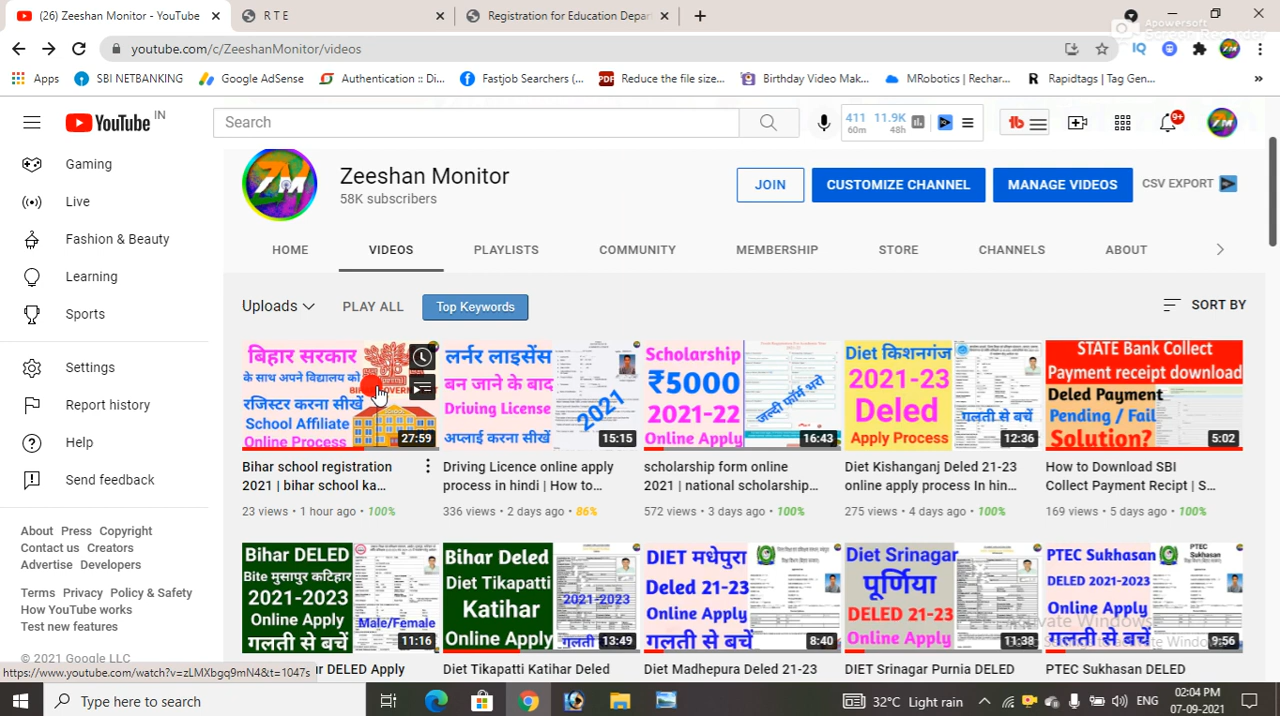 (26) Zeeshan Monitor - YouTube
R T E
Registration for Education Depar
Apowersoft
Screen Recorder
youtube.com/c/ZeeshanMonitor/videos
Apps
SBI NETBANKING
Google AdSense
Authentication :: Di...
Fastjob Searchers (...
PDF
Reduce the file size...
Birthday Video Mak...
MRobotics | Rechar...
Rapidtags | Tag Gen...
YouTube IN
Search
411 11.9K
60m 48h
9+
Gaming
Live
Fashion & Beauty
Learning
Sports
Settings
Report history
Help
Send feedback
About Press Copyright
Contact us Creators
Advertise Developers
Terms Privacy Policy & Safety
How YouTube works
Test new features
© 2021 Google LLC
ZM
Zeeshan Monitor
58K subscribers
JOIN
CUSTOMIZE CHANNEL
MANAGE VIDEOS
CSV EXPORT
HOME
VIDEOS
PLAYLISTS
COMMUNITY
MEMBERSHIP
STORE
CHANNELS
ABOUT
Uploads
PLAY ALL
Top Keywords
SORT BY
बिहार सरकार
के साथ अपने विद्यालय को
रजिस्ट करना सीखें
School Affiliate
Online Process
27:59
Bihar school registration
2021 | bihar school ka...
23 views • 1 hour ago • 100%
लर्नर लाइसेंस
बन जाने के बाद
Driving License
अप्लाई करना सीखें
2021
15:15
Driving Licence online apply
process in hindi | How to...
336 views • 2 days ago • 86%
Scholarship
₹5000
2021-22
Online Apply
जल्दी फॉर्म भरो
16:43
scholarship form online
2021 | national scholarship...
572 views • 3 days ago • 100%
Diet किशनगंज
2021-23
Deled
Apply Process
गलती से बचें
12:36
Diet Kishanganj Deled 21-23
online apply process In hin...
275 views • 4 days ago • 100%
STATE Bank Collect
Payment receipt download
Deled Payment
Pending / Fail
Solution?
5:02
How to Download SBI
Collect Payment Recipt | S...
169 views • 5 days ago • 100%
Bihar DELED
Bite मुसापुर कटिहार
2021-2023
Online Apply
गलती से बचें
Male/Female
11:16
ar DELED Apply
Bihar Deled
Diet Tikapatti
Katihar
Online Apply
2021-2023
गलती
13:49
Diet Tikapatti Katihar Deled
DIET मधेपुरा
Deled 21-23
Online Apply
गलती से बचें
8:40
Diet Madhepura Deled 21-23
Diet Srinagar
पूर्णिया
DELED 21-23
Online Apply
11:38
DIET Srinagar Purnia DELED
PTEC Sukhasan
DELED 2021-2023
Online Apply
गलती से बचें
9:56
PTEC Sukhasan DELED
https://www.youtube.com/watch?v=zLMXbgq9mN4&t=1047s
Type here to search
32°C Light rain
ENG
02:04 PM
07-09-2021